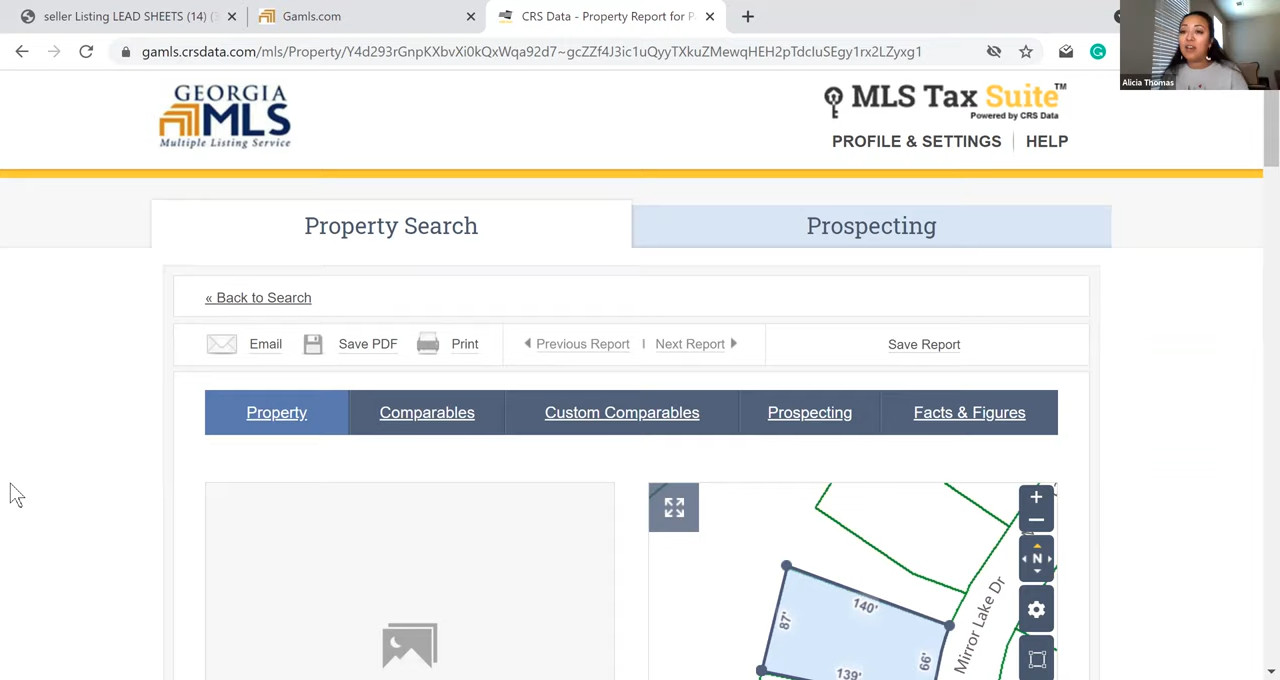 seller Listing LEAD SHEETS (14)
Gamls.com
CRS Data - Property Report for P
gamls.crsdata.com/mls/Property/Y4d293rGnpKXbvXi0kQxWqa92d7~gcZZf4J3ic1uQyyTXkuZMewqHEH2pTdcIuSEgy1rx2LZyxg1
Alicia Thomas
GEORGIA
MLS
Multiple Listing Service
MLS Tax Suite™
Powered by CRS Data
PROFILE & SETTINGS
HELP
Property Search
Prospecting
« Back to Search
Email
Save PDF
Print
Previous Report
Next Report
Save Report
Property
Comparables
Custom Comparables
Prospecting
Facts & Figures
N
140'
87'
66'
139'
Mirror Lake Dr